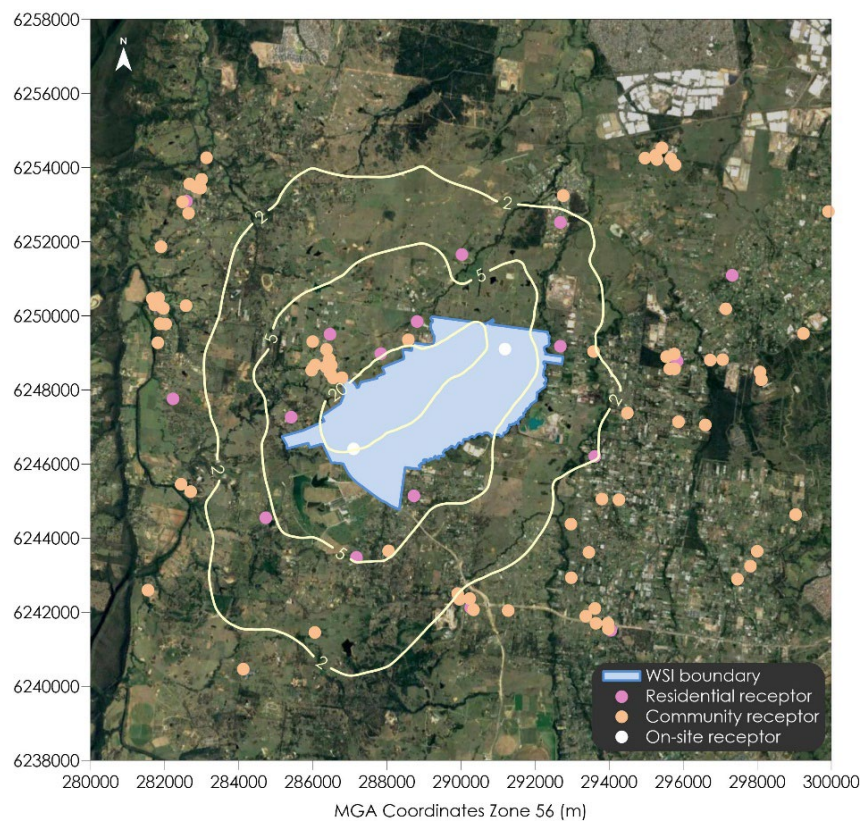 6258000
N
6256000
6254000
2
2
6252000
5
6250000
5
2
6248000
20
6246000
2
6244000
5
6242000
2
6240000
WSI boundary
Residential receptor
Community receptor
On-site receptor
6238000
280000 282000 284000 286000 288000 290000 292000 294000 296000 298000 300000
MGA Coordinates Zone 56 (m)